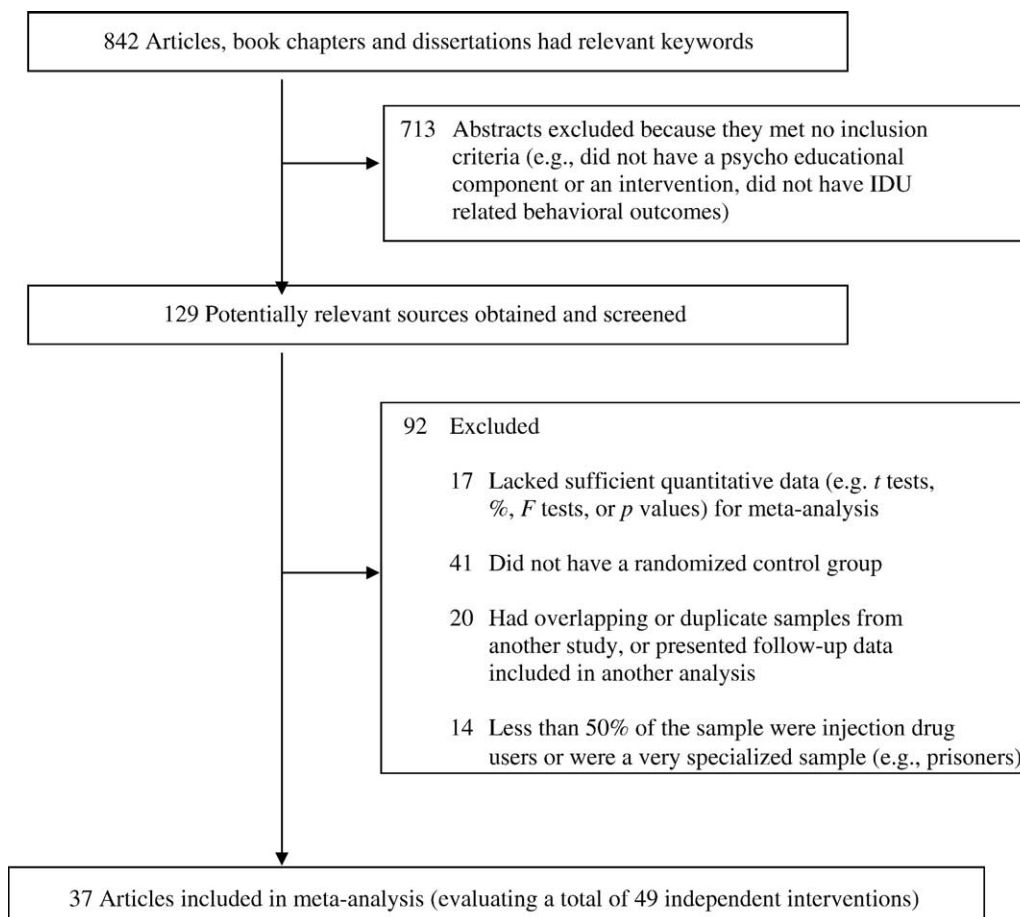 842 Articles, book chapters and dissertations had relevant keywords
713 Abstracts excluded because they met no inclusion
criteria (e.g., did not have a psycho educational
component or an intervention, did not have IDU
related behavioral outcomes)
129 Potentially relevant sources obtained and screened
92 Excluded
17 Lacked sufficient quantitative data (e.g. t tests,
%, F tests, or p values) for meta-analysis
41 Did not have a randomized control group
20 Had overlapping or duplicate samples from
another study, or presented follow-up data
included in another analysis
14 Less than 50% of the sample were injection drug
users or were a very specialized sample (e.g., prisoners)
37 Articles included in meta-analysis (evaluating a total of 49 independent interventions)